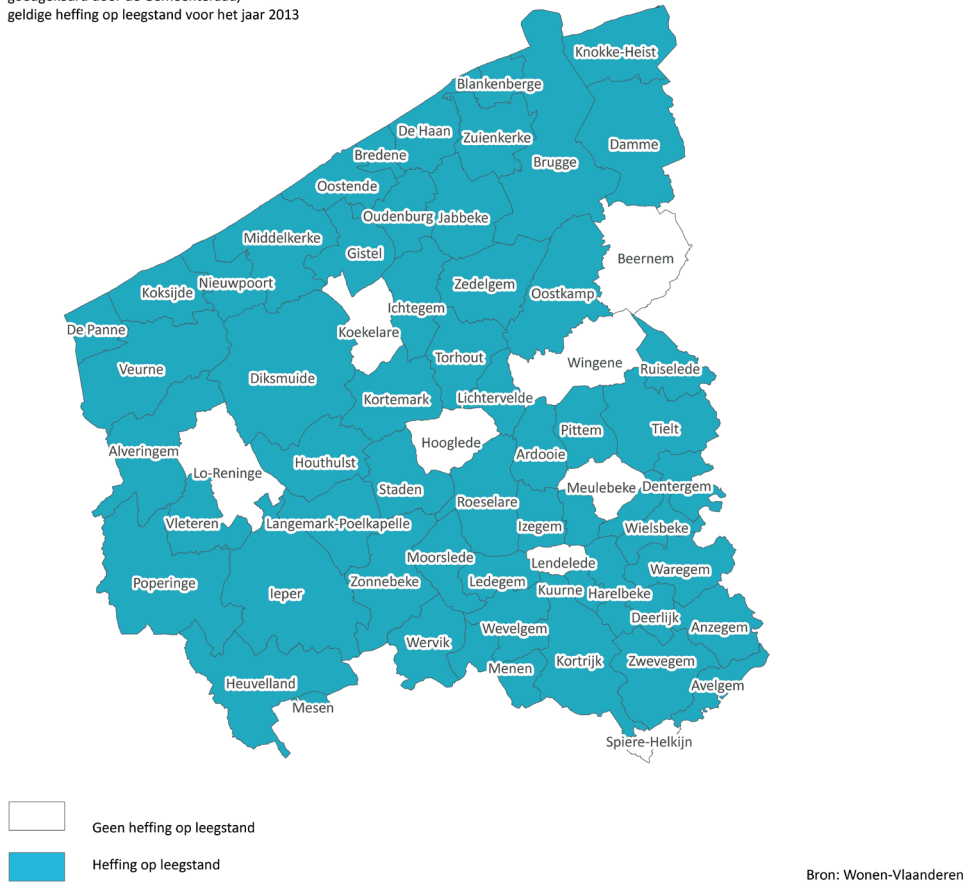 geldige heffing op leegstand voor het jaar 2013
Knokke-Heist
Blankenberge
De Haan
Zuienkerke
Damme
Bredene
Brugge
Oostende
Oudenburg
Jabbeke
Middelkerke
Gistel
Beernem
Nieuwpoort
Zedelgem
Koksijde
Oostkamp
Ichtegem
De Panne
Koekelare
Torhout
Wingene
Veurne
Ruiselede
Diksmuide
Kortemark
Lichtervelde
Pittem
Tielt
Hooglede
Alveringem
Ardooie
Houthulst
Lo-Reninge
Staden
Meulebeke
Dentergem
Roeselare
Vleteren
Langemark-Poelkapelle
Izegem
Wielsbeke
Moorslede
Lendelede
Waregem
Poperinge
Zonnebeke
Ledegem
Ieper
Kuurne
Harelbeke
Deerlijk
Anzegem
Wevelgem
Wervik
Kortrijk
Zwevegem
Menen
Heuvelland
Avelgem
Mesen
Spiere-Helkijn
Geen heffing op leegstand
Heffing op leegstand
Bron: Wonen-Vlaanderen